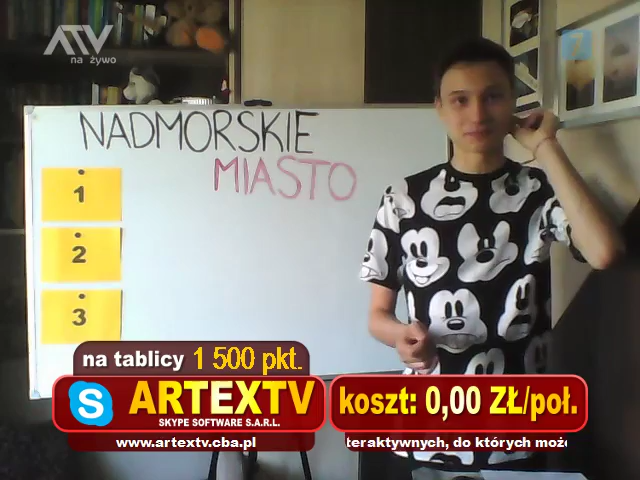 ATV
na żywo
7
NADMORSKIE
MIASTO
1
2
3
na tablicy 1 500 pkt.
ARTEXTV
SKYPE SOFTWARE S.A.R.L.
koszt: 0,00 ZŁ/poł.
www.artextv.cba.pl
teraktywnych, do których moż